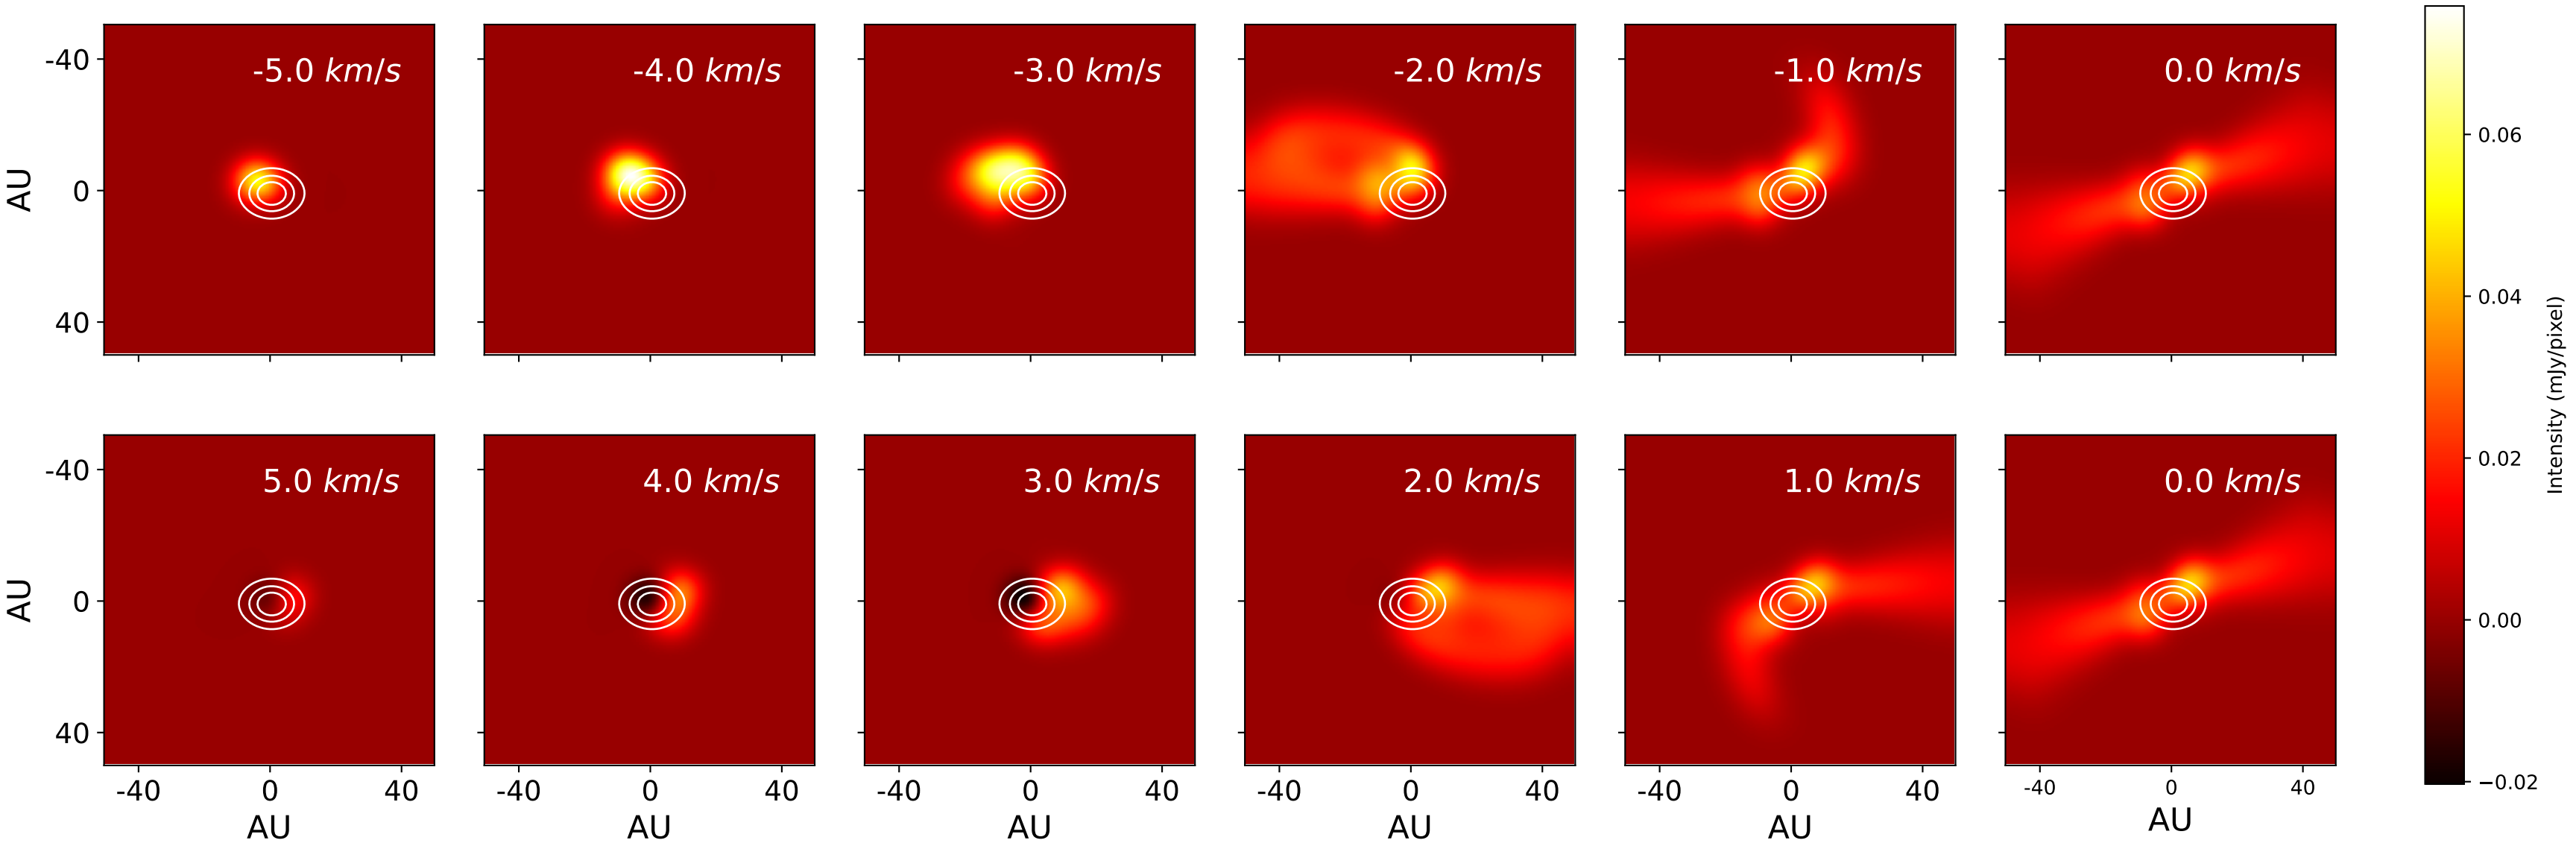 -5.0 km/s -4.0 km/s -3.0 km/s -2.0 km/s -1.0 km/s 0.0 km/s
-40
0
40
AU
5.0 km/s 4.0 km/s 3.0 km/s 2.0 km/s 1.0 km/s 0.0 km/s
-40
0
40
AU
-40 0 40 -40 0 40 -40 0 40 -40 0 40 -40 0 40 -40 0 40
AU AU AU AU AU AU
0.06
0.04
0.02
0.00
−0.02
Intensity (mJy/pixel)